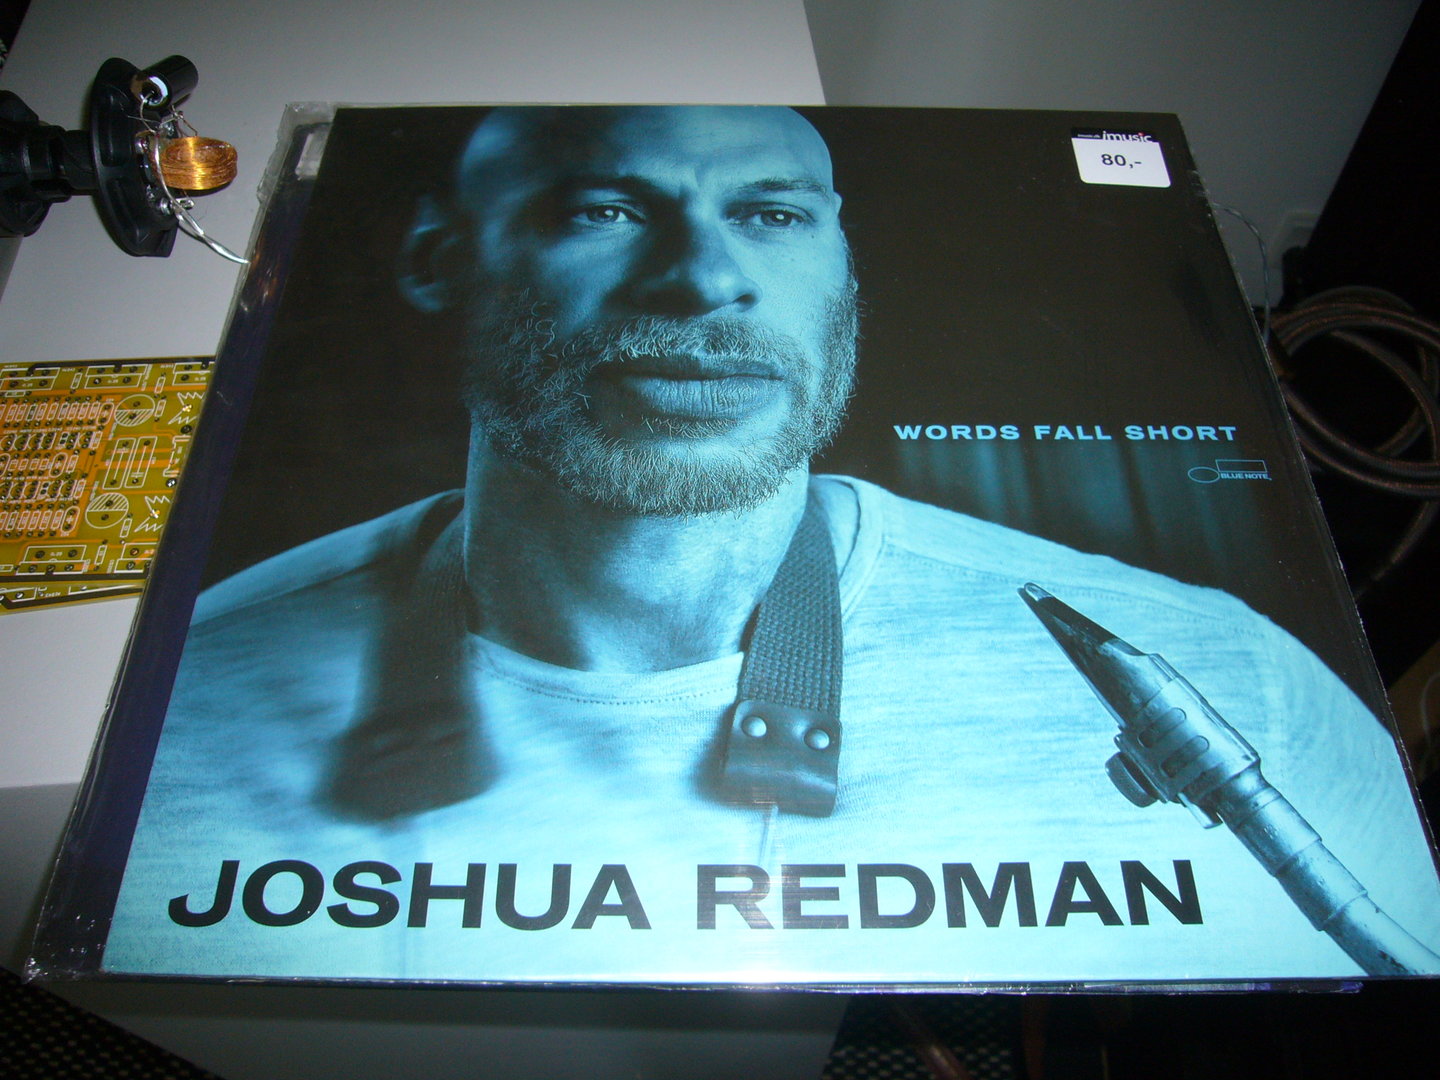 imusic
80,-
WORDS FALL SHORT
BLUE NOTE
JOSHUA REDMAN